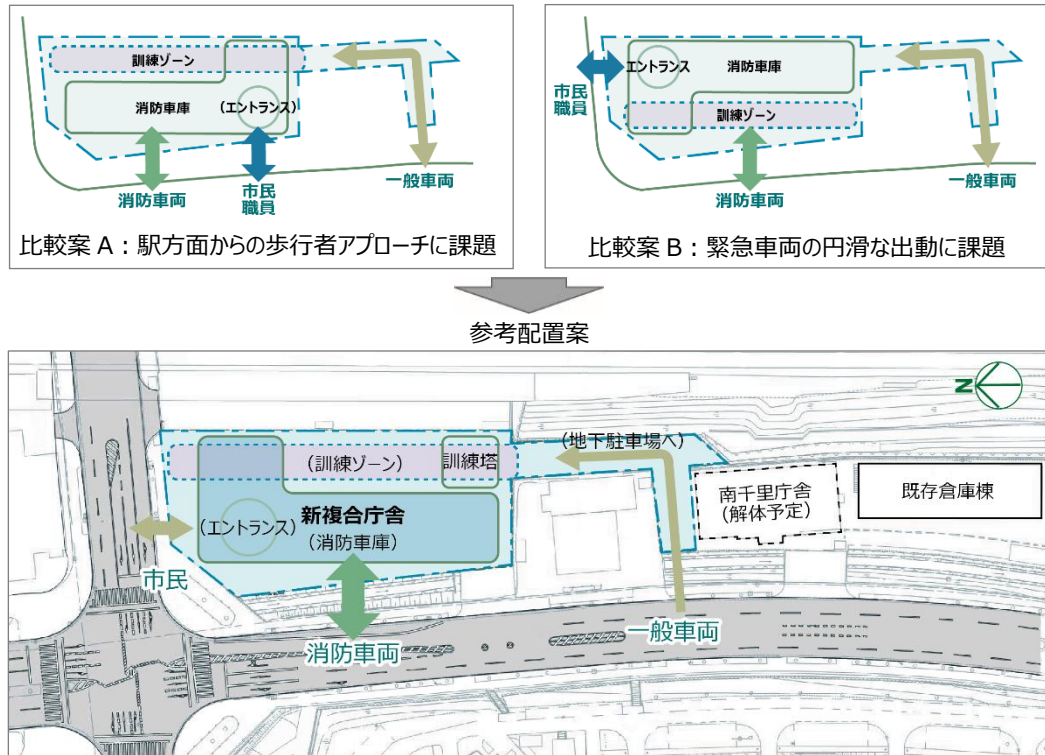 訓練ゾーン
消防車庫
(エントランス)
消防車両
市民
職員
一般車両
比較案 A：駅方面からの歩行者アプローチに課題
エントランス
消防車庫
市民
職員
訓練ゾーン
消防車両
一般車両
比較案 B：緊急車両の円滑な出動に課題
参考配置案
N
(地下駐車場へ)
(訓練ゾーン)
訓練塔
南千里庁舎
(解体予定)
既存倉庫棟
新複合庁舎
(エントランス)
(消防車庫)
市民
消防車両
一般車両